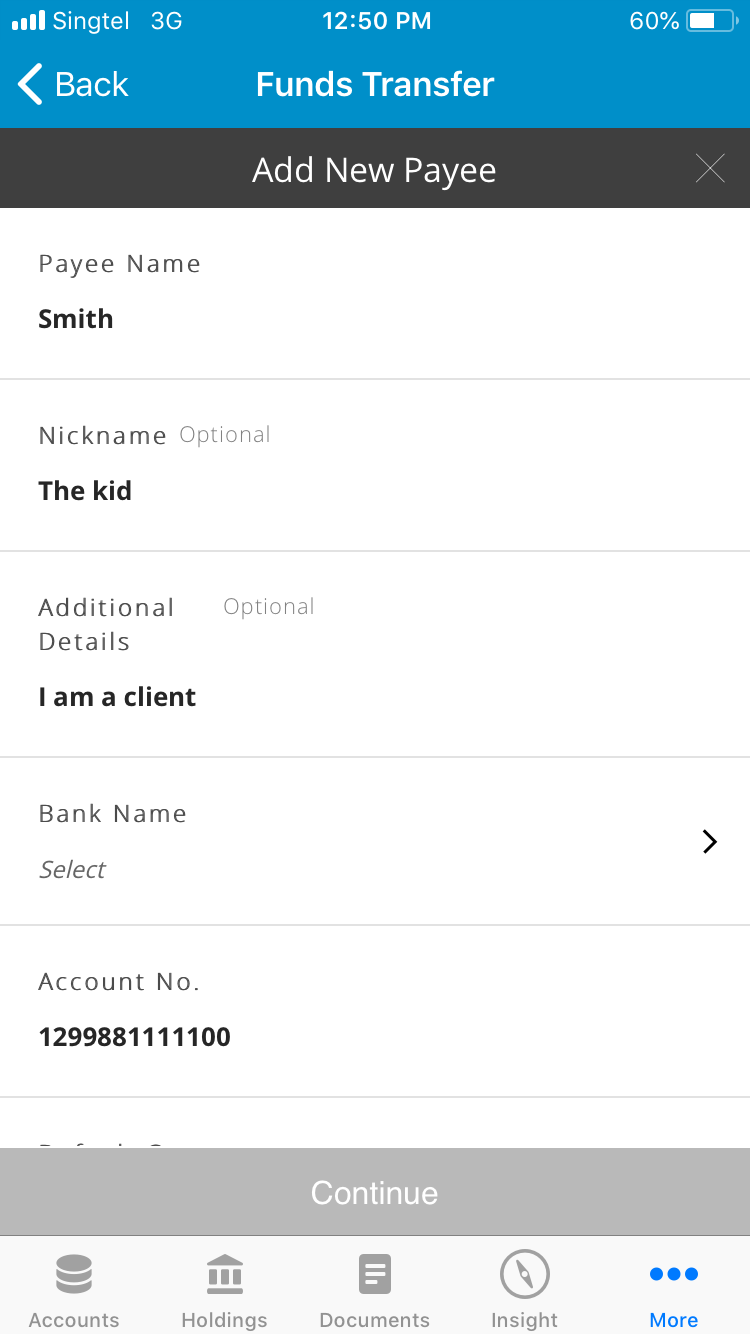 Singtel 3G 12:50 PM 60%
Back Funds Transfer
Add New Payee
Payee Name
Smith
Nickname Optional
The kid
Additional Optional
Details
I am a client
Bank Name
Select
Account No.
1299881111100
Continue
Accounts Holdings Documents Insight More